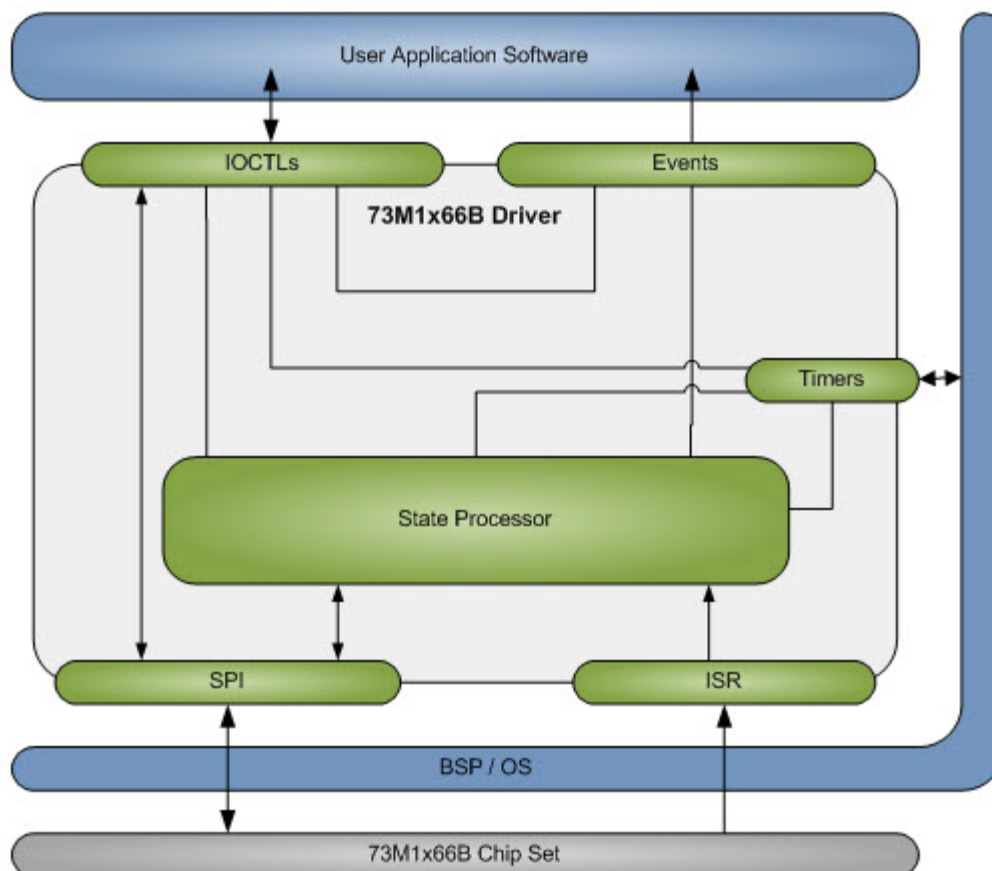 User Application Software
IOCTLs
Events
73M1x66B Driver
Timers
State Processor
SPI
ISR
BSP / OS
73M1x66B Chip Set